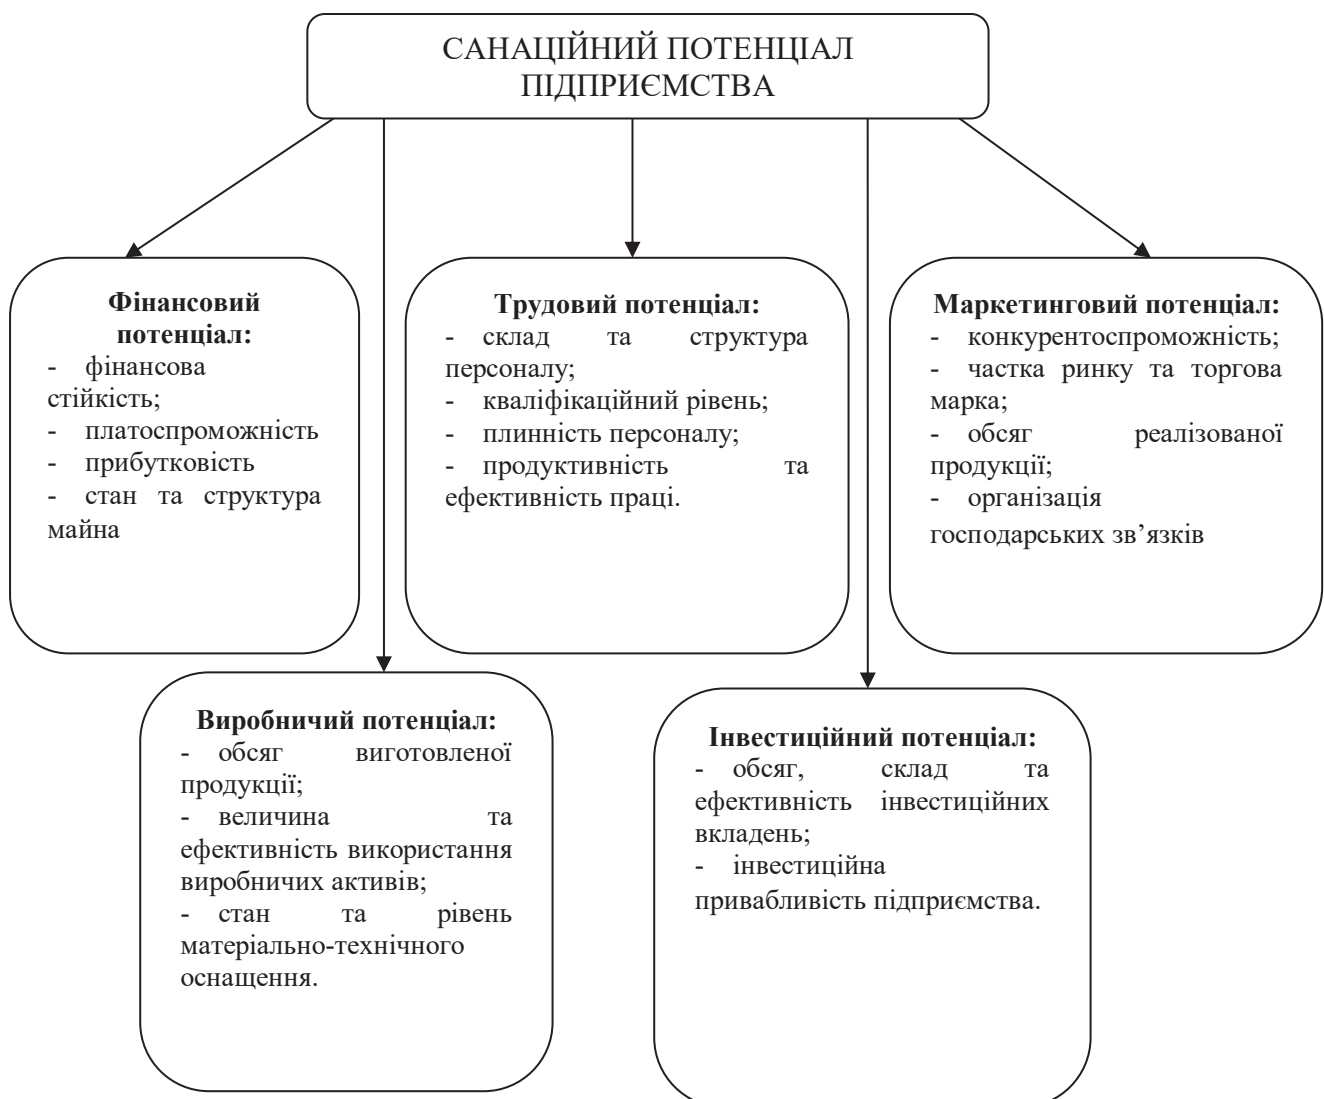 САНАЦІЙНИЙ ПОТЕНЦІАЛ
ПІДПРИЄМСТВА
Фінансовий
потенціал:
- фінансова
стійкість;
- платоспроможність
- прибутковість
- стан та структура
майна
Трудовий потенціал:
- склад та структура
персоналу;
- кваліфікаційний рівень;
- плинність персоналу;
- продуктивність та
ефективність праці.
Маркетинговий потенціал:
- конкурентоспроможність;
- частка ринку та торгова
марка;
- обсяг реалізованої
продукції;
- організація
господарських зв’язків
Виробничий потенціал:
- обсяг виготовленої
продукції;
- величина та
ефективність використання
виробничих активів;
- стан та рівень
матеріально-технічного
оснащення.
Інвестиційний потенціал:
- обсяг, склад та
ефективність інвестиційних
вкладень;
- інвестиційна
привабливість підприємства.